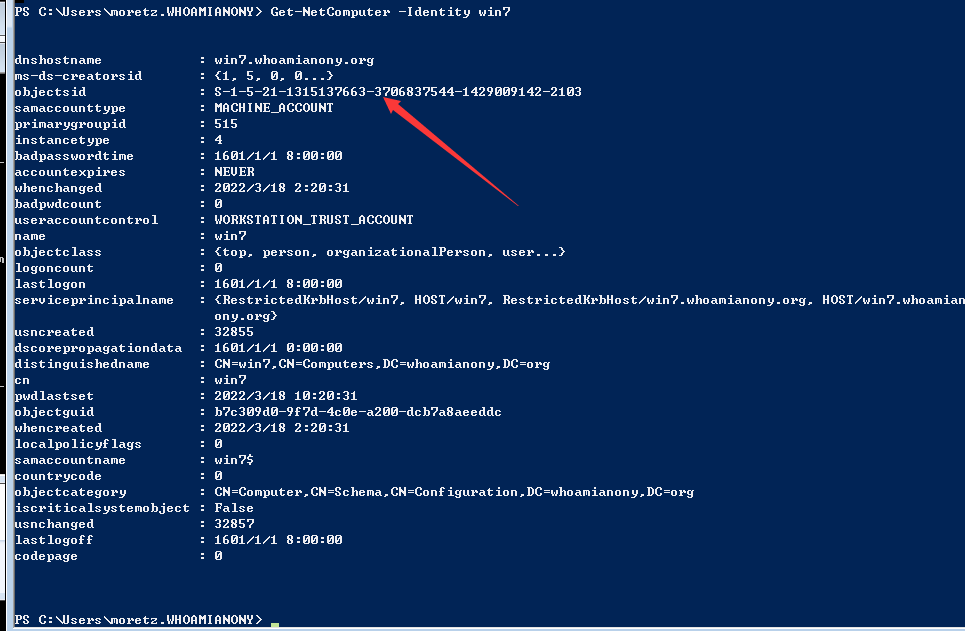 PS C:\Users\moretz.WHOAMIANONY> Get-NetComputer -Identity win7
dnshostname : win7.whoamianony.org
ms-ds-creatorsid : {1, 5, 0, 0...}
objectsid : S-1-5-21-1315137663-3706837544-1429009142-2103
samaccounttype : MACHINE_ACCOUNT
primarygroupid : 515
instancetype : 4
badpasswordtime : 1601/1/1 8:00:00
accountexpires : NEVER
whenchanged : 2022/3/18 2:20:31
badpwdcount : 0
useraccountcontrol : WORKSTATION_TRUST_ACCOUNT
name : win7
objectclass : {top, person, organizationalPerson, user...}
logoncount : 0
lastlogon : 1601/1/1 8:00:00
serviceprincipalname : {RestrictedKrbHost/win7, HOST/win7, RestrictedKrbHost/win7.whoamianony.org, HOST/win7.whoamian
ony.org}
usncreated : 32855
dscorepropagationdata : 1601/1/1 0:00:00
distinguishedname : CN=win7,CN=Computers,DC=whoamianony,DC=org
cn : win7
pwdlastset : 2022/3/18 10:20:31
objectguid : b7c309d0-9f7d-4c0e-a200-dcb7a8aeeddc
whencreated : 2022/3/18 2:20:31
localpolicyflags : 0
samaccountname : win7$
countrycode : 0
objectcategory : CN=Computer,CN=Schema,CN=Configuration,DC=whoamianony,DC=org
iscriticalsystemobject : False
usnchanged : 32857
lastlogoff : 1601/1/1 8:00:00
codepage : 0
PS C:\Users\moretz.WHOAMIANONY>